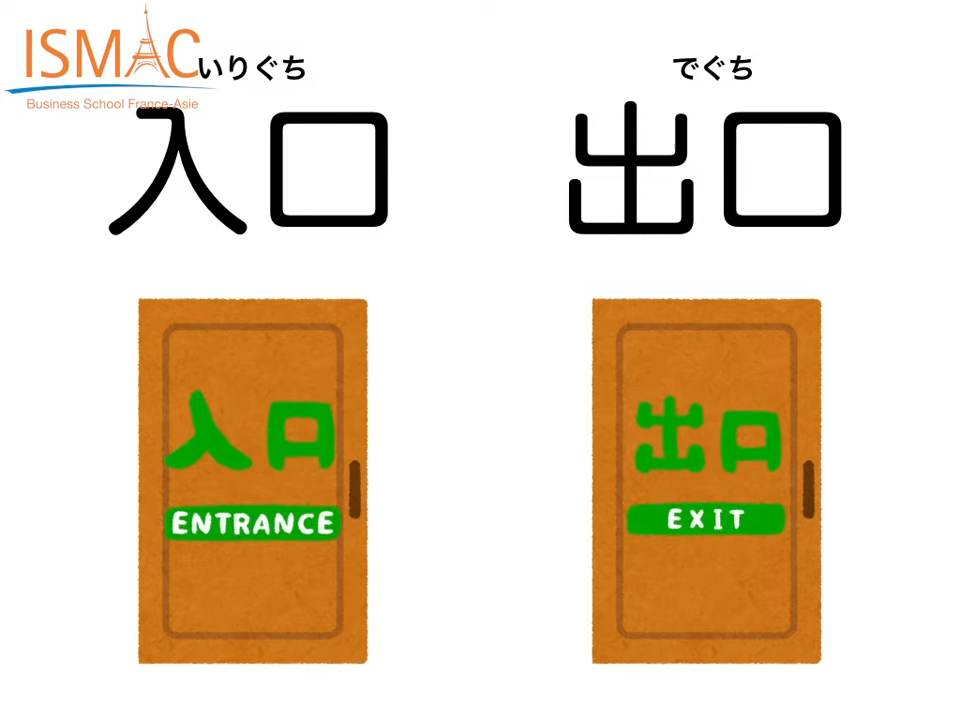 ISMAC
Business School France-Asie
いりぐち
入口
でぐち
出口
入口
ENTRANCE
出口
EXIT